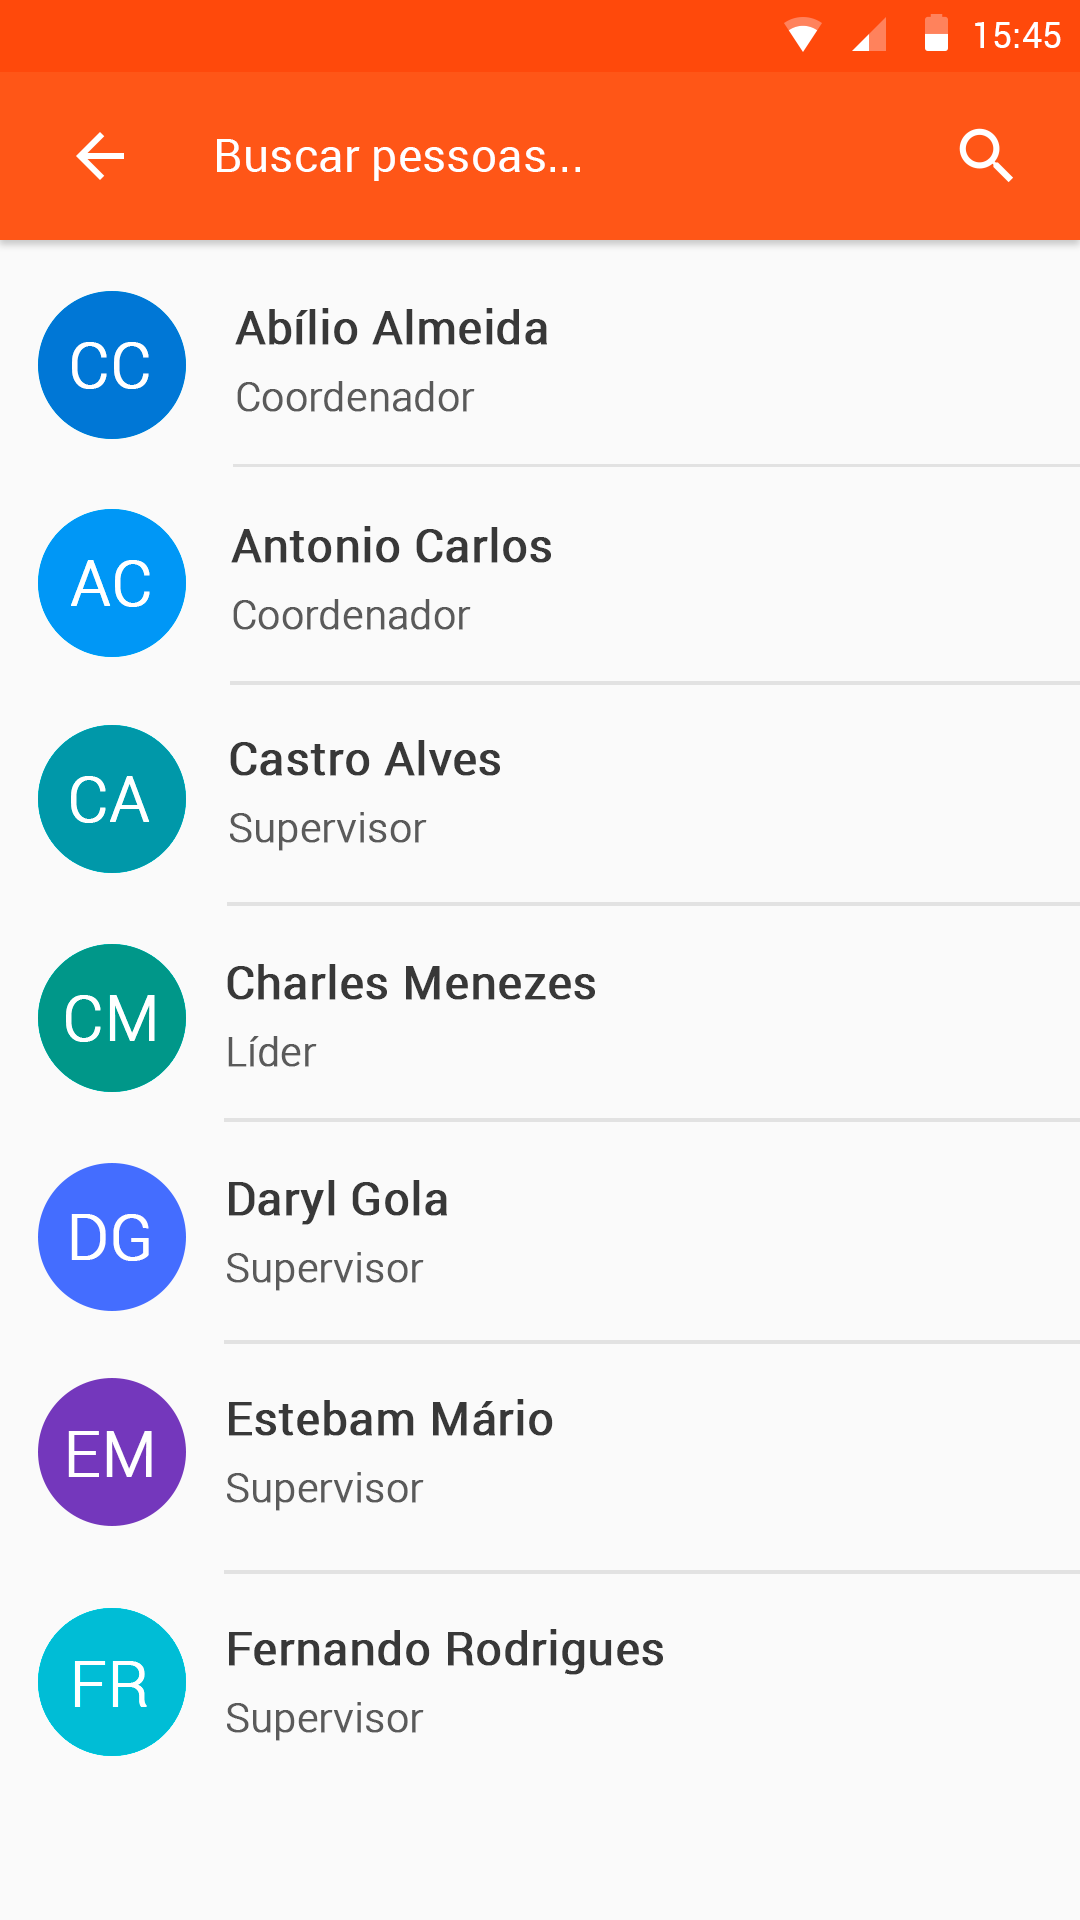 15:45
Buscar pessoas...
CC
Abílio Almeida
Coordenador
AC
Antonio Carlos
Coordenador
CA
Castro Alves
Supervisor
CM
Charles Menezes
Líder
DG
Daryl Gola
Supervisor
EM
Estebam Mário
Supervisor
FR
Fernando Rodrigues
Supervisor